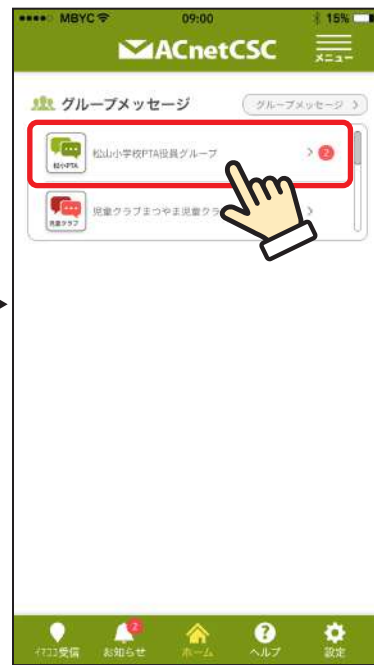 MBYC 09:00 15%
ACnetCSC
メニュー
グループメッセージ
グループメッセージ >
松小PTA
松山小学校PTA役員グループ > 2
児童クラブ
児童クラブまつやま児童クラ >
2
イマココ受信 お知らせ ホーム ヘルプ 設定